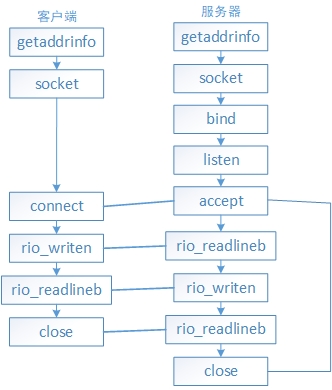 客户端
getaddrinfo
socket
connect
rio_writen
rio_readlineb
close
服务器
getaddrinfo
socket
bind
listen
accept
rio_readlineb
rio_writen
rio_readlineb
close